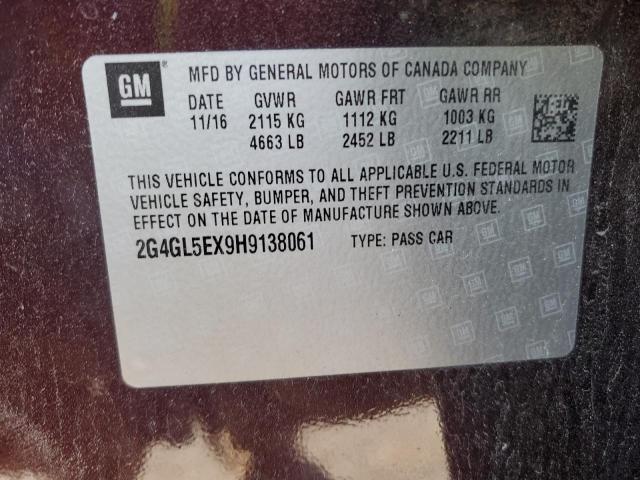 GM ® MFD BY GENERAL MOTORS OF CANADA COMPANY
DATE GVWR GAWR FRT GAWR RR
11/16 2115 KG 1112 KG 1003 KG
4663 LB 2452 LB 2211 LB
THIS VEHICLE CONFORMS TO ALL APPLICABLE U.S. FEDERAL MOTOR
VEHICLE SAFETY, BUMPER, AND THEFT PREVENTION STANDARDS IN
EFFECT ON THE DATE OF MANUFACTURE SHOWN ABOVE.
2G4GL5EX9H9138061 TYPE: PASS CAR